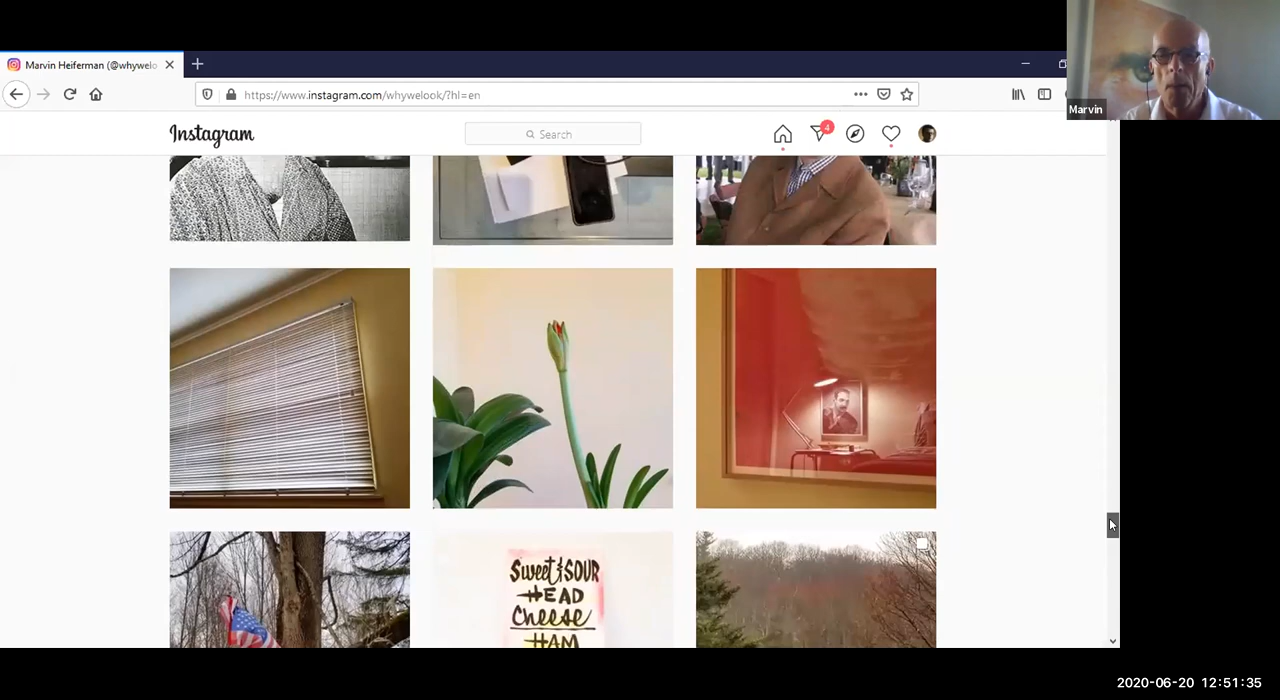 Marvin Heiferman (@whywelo
https://www.instagram.com/whywelook/?hl=en
Marvin
Instagram
Search
4
Sweet & SOUR
HEAD
Cheese
HAM
2020-06-20 12:51:35